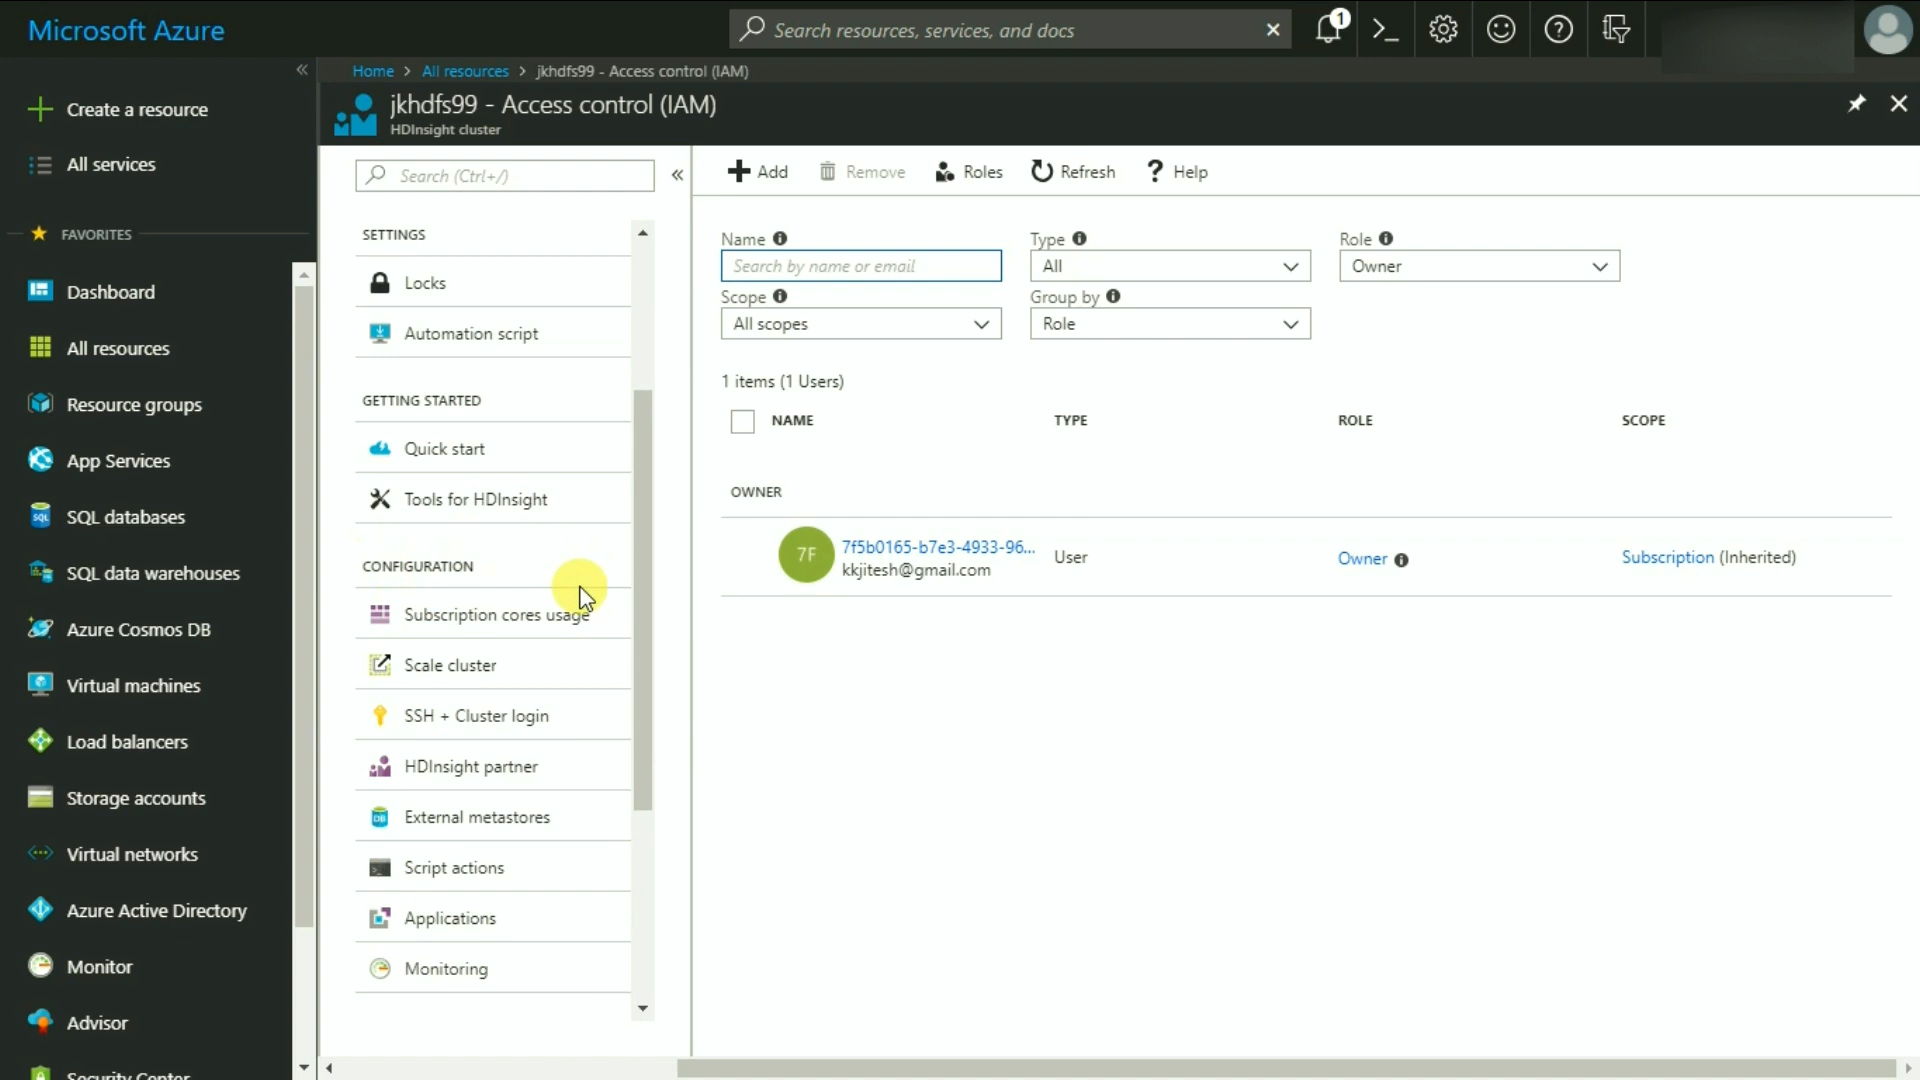 Microsoft Azure
Search resources, services, and docs
1
Home > All resources > jkhdfs99 - Access control (IAM)
jkhdfs99 - Access control (IAM)
HDInsight cluster
Create a resource
All services
FAVORITES
Dashboard
All resources
Resource groups
App Services
SQL databases
SQL data warehouses
Azure Cosmos DB
Virtual machines
Load balancers
Storage accounts
Virtual networks
Azure Active Directory
Monitor
Advisor
Security Center
Search (Ctrl+/)
SETTINGS
Locks
Automation script
GETTING STARTED
Quick start
Tools for HDInsight
CONFIGURATION
Subscription cores usage
Scale cluster
SSH + Cluster login
HDInsight partner
External metastores
Script actions
Applications
Monitoring
Add Remove Roles Refresh ? Help
Name Type Role
Search by name or email All Owner
Scope Group by
All scopes Role
1 items (1 Users)
NAME TYPE ROLE SCOPE
OWNER
7F 7f5b0165-b7e3-4933-96...
kkjitesh@gmail.com
User Owner Subscription (Inherited)